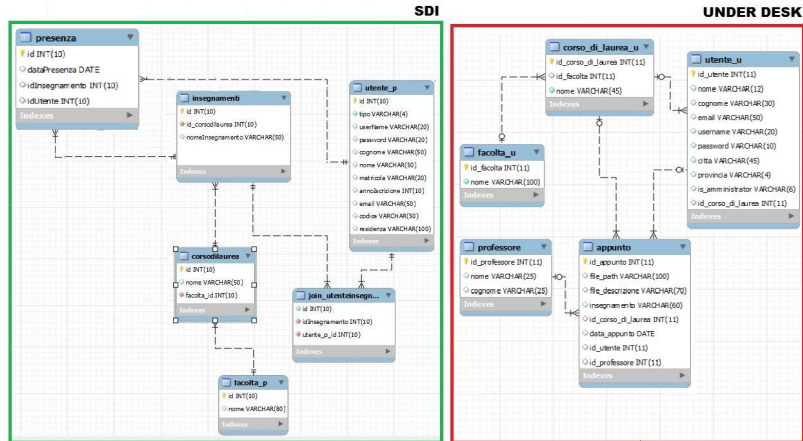 SDI
presenza
id INT(10)
dataPresenza DATE
idInsegnamento INT(10)
idUtente INT(10)
Indexes
insegnamenti
id INT(10)
id_corsodilaurea INT(10)
nomeInsegnamento VARCHAR(50)
Indexes
utente_p
id INT(10)
tipo VARCHAR(4)
userName VARCHAR(20)
password VARCHAR(20)
cognome VARCHAR(50)
nome VARCHAR(50)
matricola VARCHAR(20)
annoIscrizione INT(10)
email VARCHAR(50)
codice VARCHAR(50)
residenza VARCHAR(100)
Indexes
corsodilaurea
id INT(10)
nome VARCHAR(50)
facolta_id INT(10)
Indexes
join_utenteinsegn...
id INT(10)
idInsegnamento INT(10)
utente_p_id INT(10)
Indexes
facolta_p
id INT(10)
nome VARCHAR(80)
Indexes
UNDER DESK
corso_di_laurea_u
id_corso_di_laurea INT(11)
id_facolta INT(11)
nome VARCHAR(45)
Indexes
utente_u
id_utente INT(11)
nome VARCHAR(12)
cognome VARCHAR(30)
email VARCHAR(50)
username VARCHAR(20)
password VARCHAR(10)
citta VARCHAR(45)
provincia VARCHAR(4)
is_amministrator VARCHAR(6)
id_corso_di_laurea INT(11)
Indexes
facolta_u
id_facolta INT(11)
nome VARCHAR(100)
Indexes
professore
id_professore INT(11)
nome VARCHAR(25)
cognome VARCHAR(25)
Indexes
appunto
id_appunto INT(11)
file_path VARCHAR(100)
file_descrizione VARCHAR(70)
insegnamento VARCHAR(60)
id_corso_di_laurea INT(11)
data_appunto DATE
id_utente INT(11)
id_professore INT(11)
Indexes